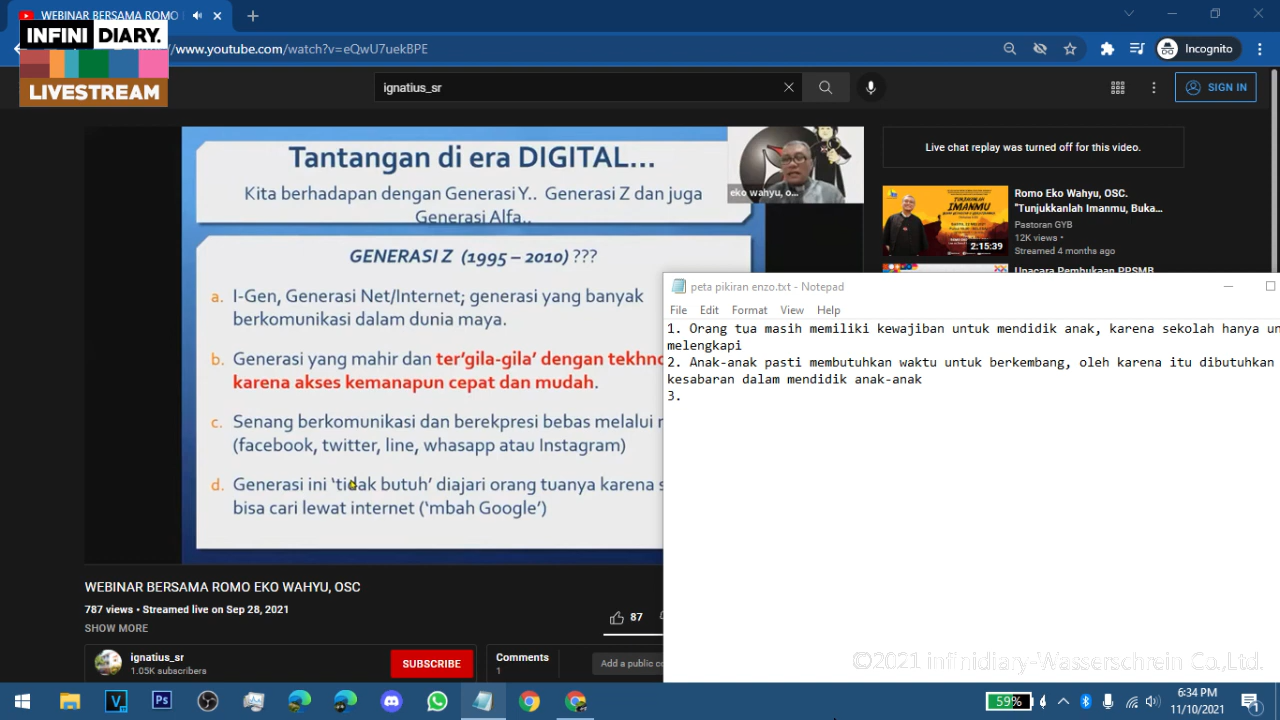 WEBINAR BERSAMA ROMO
INFINI DIARY.
LIVESTREAM
www.youtube.com/watch?v=eQwU7uekBPE
Incognito
ignatius_sr
SIGN IN
Tantangan di era DIGITAL...
Kita berhadapan dengan Generasi Y.. Generasi Z dan juga
Generasi Alfa..
eko wahyu, o...
GENERASI Z (1995 – 2010) ???
a. I-Gen, Generasi Net/Internet; generasi yang banyak
berkomunikasi dalam dunia maya.
b. Generasi yang mahir dan ter'gila-gila' dengan tekhno
karena akses kemanapun cepat dan mudah.
c. Senang berkomunikasi dan berekpresi bebas melalui
(facebook, twitter, line, whasapp atau Instagram)
d. Generasi ini 'tidak butuh' diajari orang tuanya karena
bisa cari lewat internet ('mbah Google')
Live chat replay was turned off for this video.
Romo Eko Wahyu, OSC.
"Tunjukkanlah Imanmu, Buka...
Pastoran GYB
12K views •
Streamed 4 months ago
2:15:39
Upacara Pembukaan PPSMB
peta pikiran enzo.txt - Notepad
File Edit Format View Help
1. Orang tua masih memiliki kewajiban untuk mendidik anak, karena sekolah hanya un
melengkapi
2. Anak-anak pasti membutuhkan waktu untuk berkembang, oleh karena itu dibutuhkan
kesabaran dalam mendidik anak-anak
3.
WEBINAR BERSAMA ROMO EKO WAHYU, OSC
787 views • Streamed live on Sep 28, 2021
SHOW MORE
87
ignatius_sr
1.05K subscribers
SUBSCRIBE
Comments
1
Add a public co
©2021 infinidiary-Wasserschrein Co.,Ltd.
59%
6:34 PM
11/10/2021
1